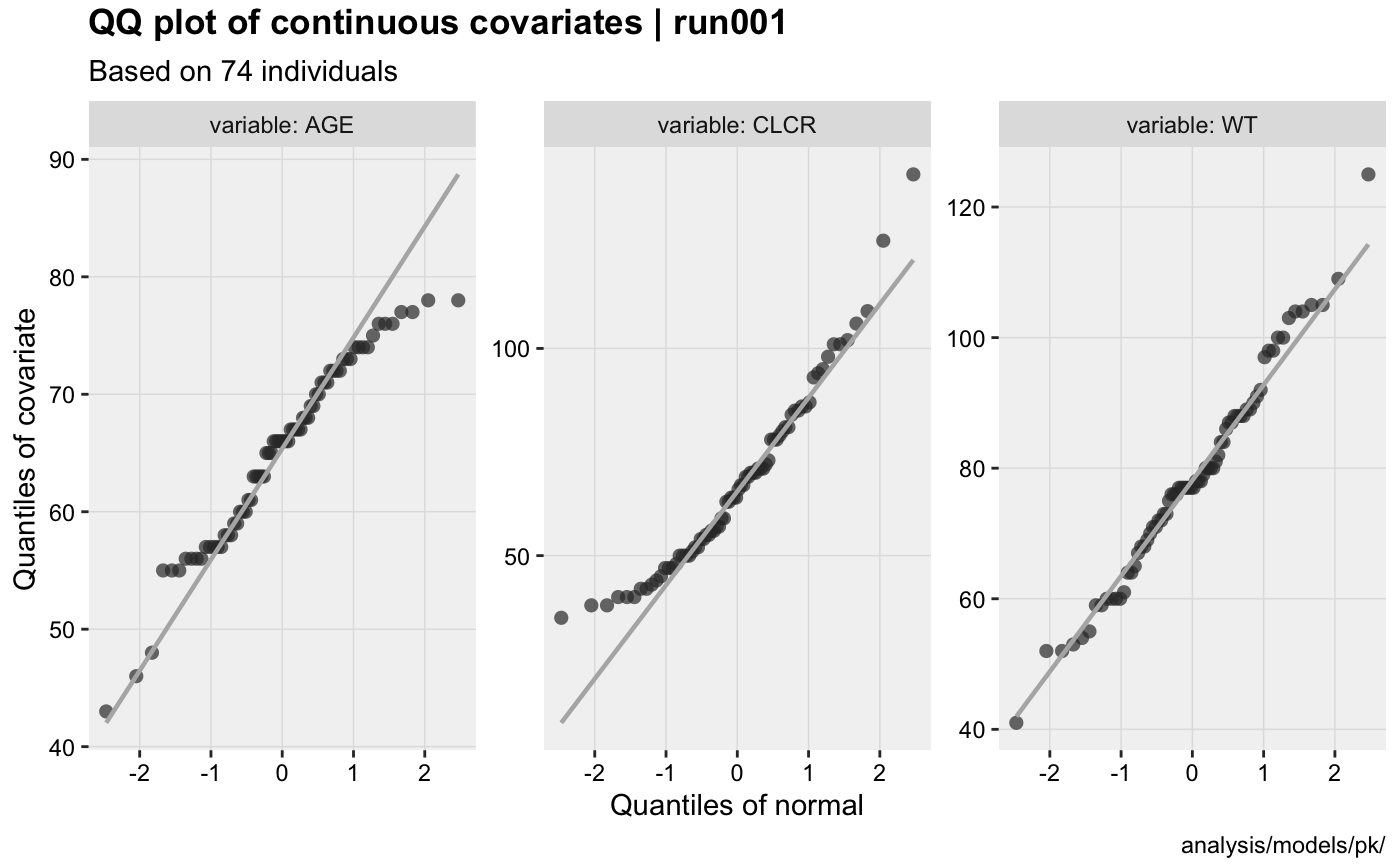 QQ plot of continuous covariates | run001
Based on 74 individuals
variable: AGE
variable: CLCR
variable: WT
Quantiles of covariate
90
80
70
60
50
40
100
50
120
100
80
60
40
-2 -1 0 1 2
-2 -1 0 1 2
-2 -1 0 1 2
Quantiles of normal
analysis/models/pk/